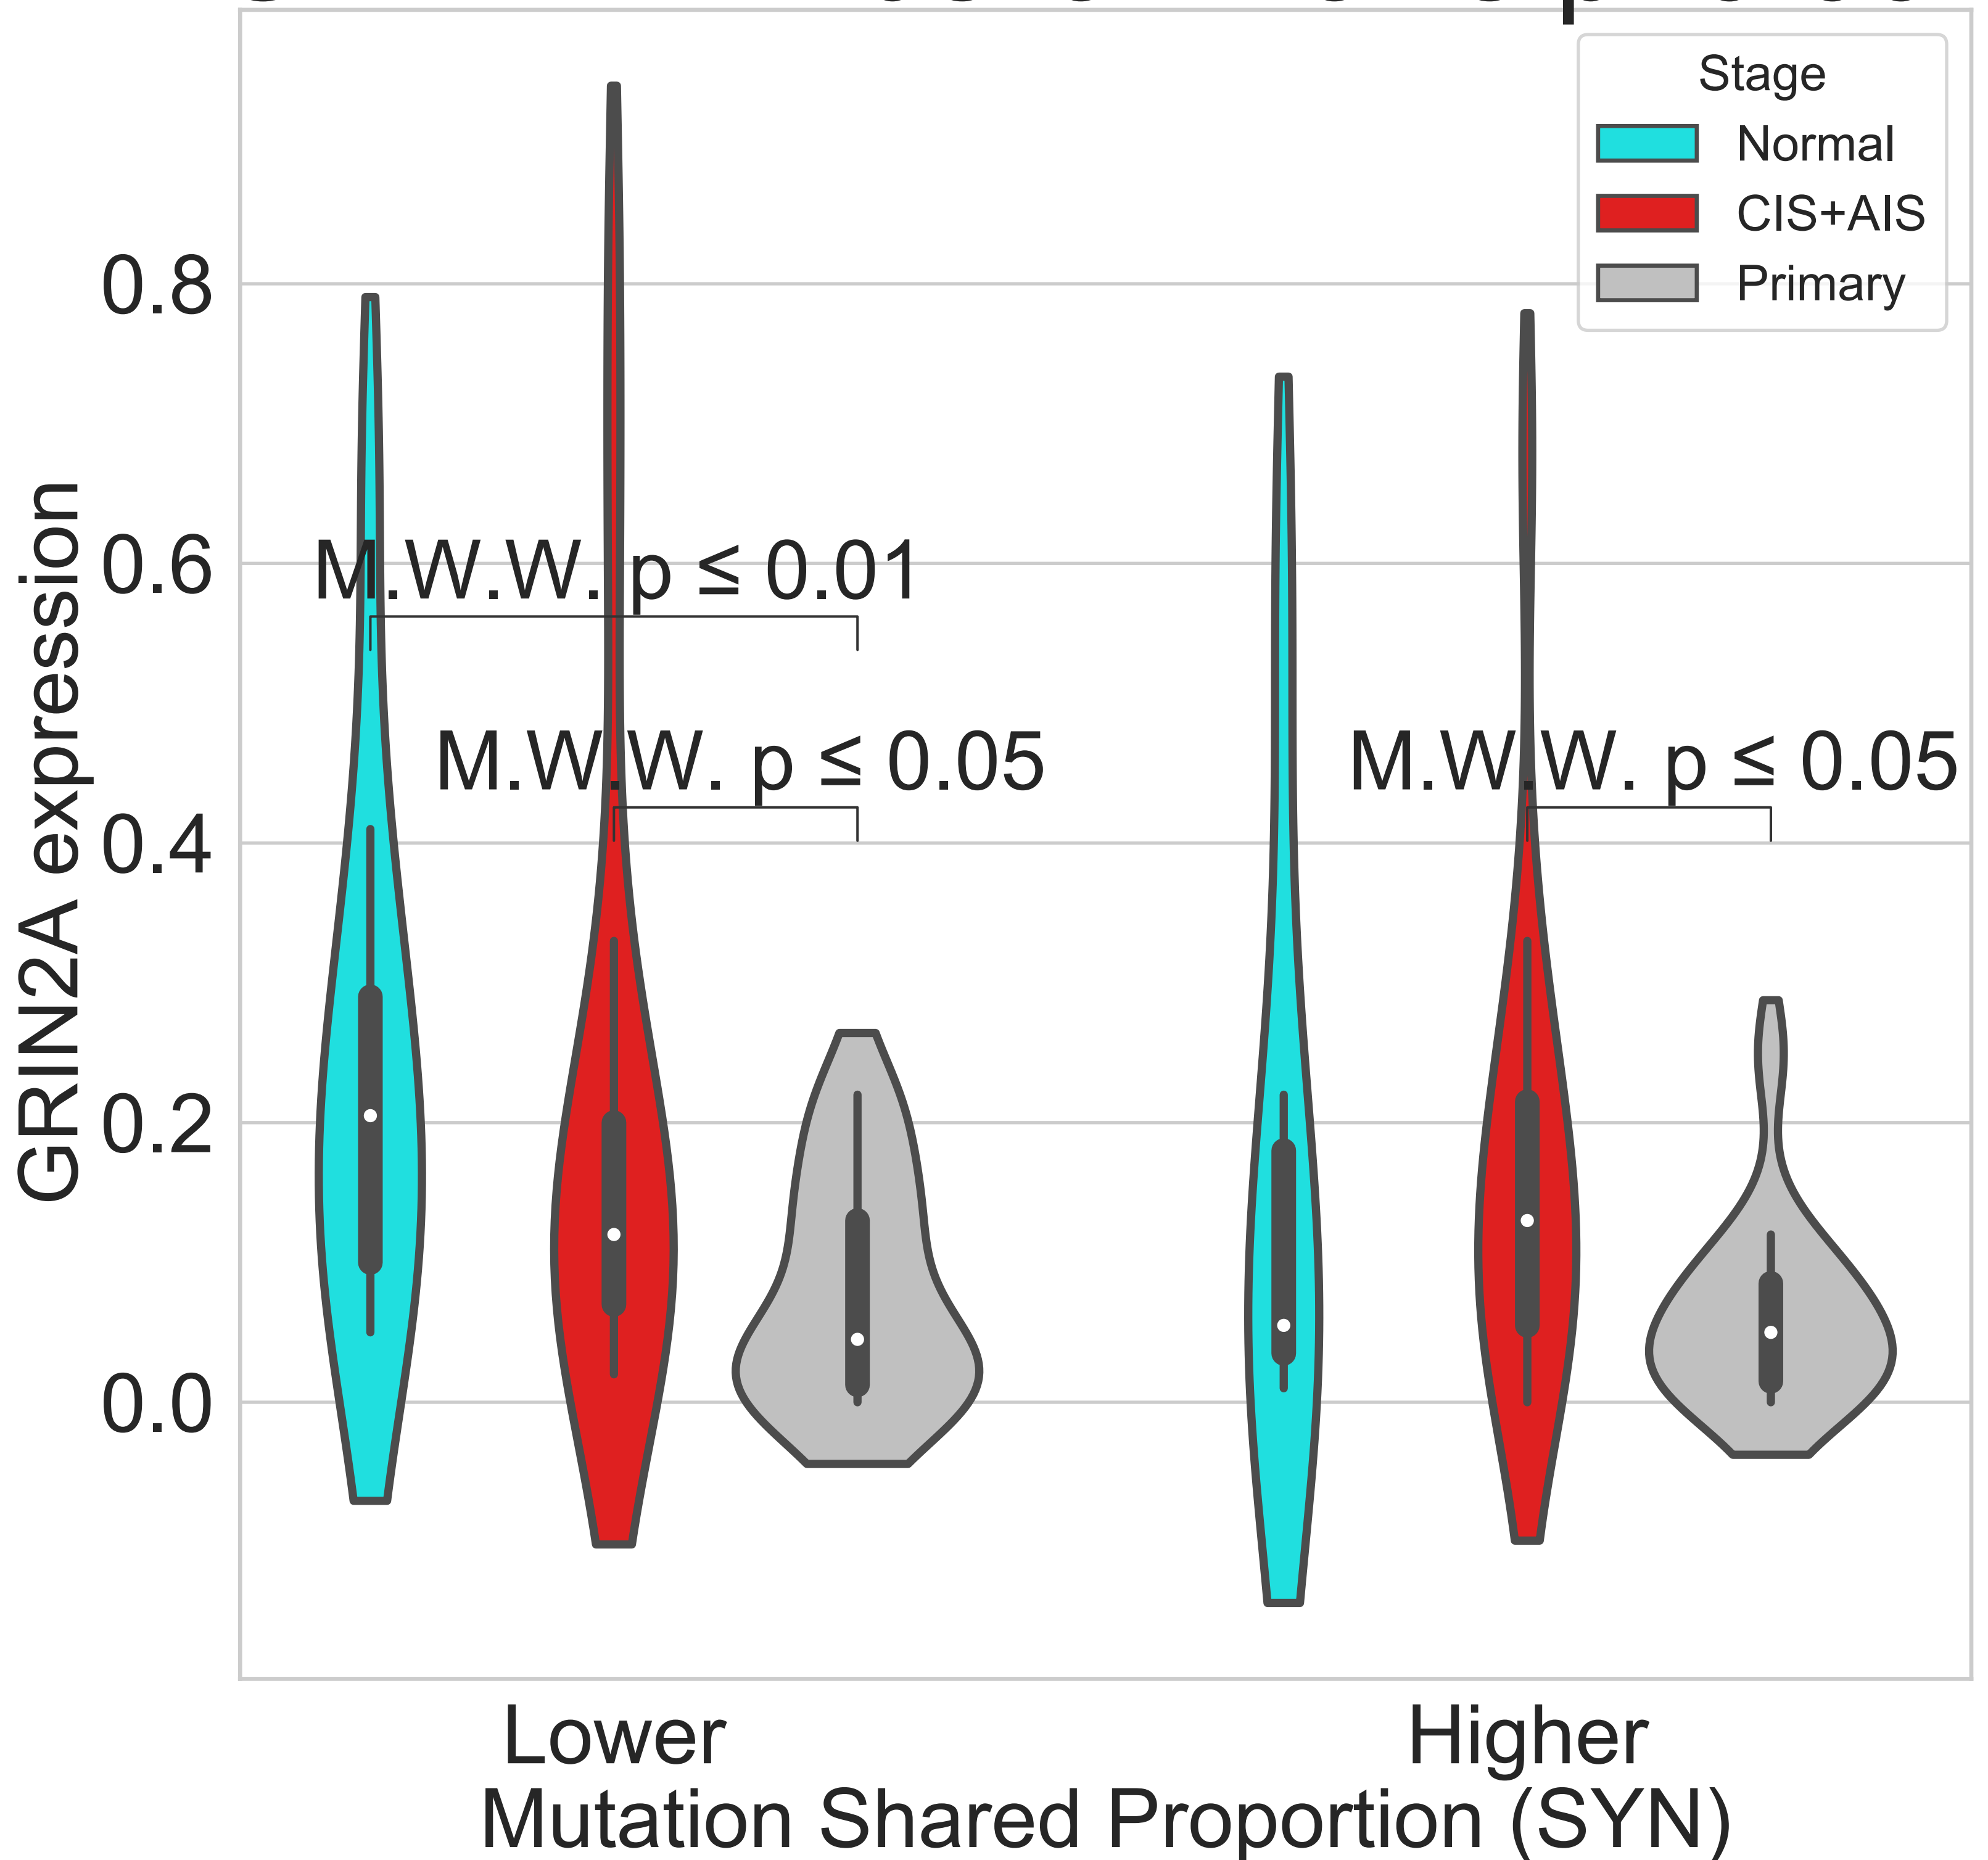 Stage
Normal
CIS+AIS
Primary
GRIN2A expression
0.8
0.6
0.4
0.2
0.0
M.W.W. p ≤ 0.01
M.W.W. p ≤ 0.05
M.W.W. p ≤ 0.05
Lower
Higher
Mutation Shared Proportion (SYN)